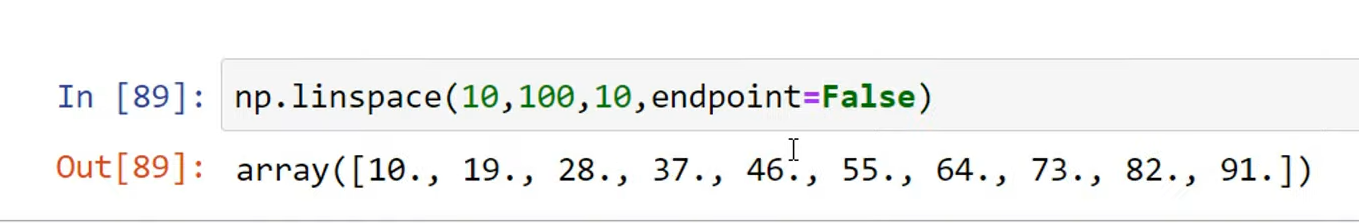 In [89]: np.linspace(10,100,10,endpoint=False)
Out[89]: array([10., 19., 28., 37., 46., 55., 64., 73., 82., 91.])